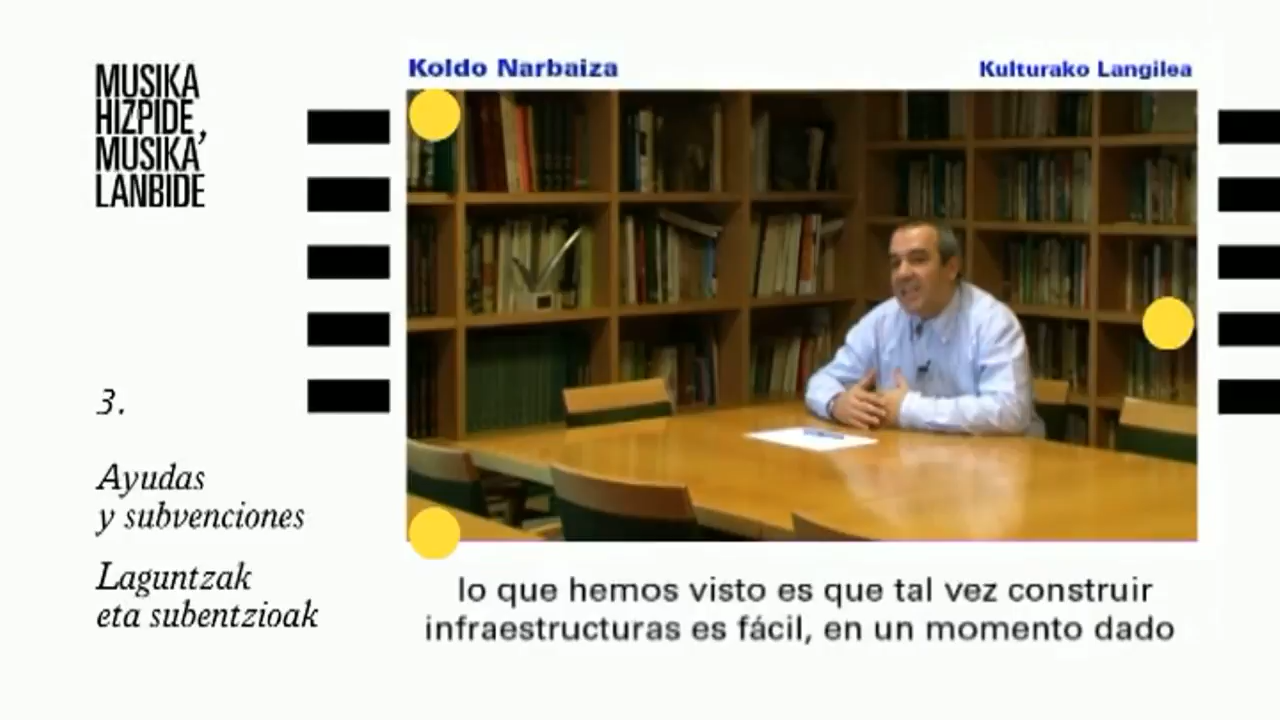 MUSIKA
HIZPIDE,
MUSIKA
LANBIDE
Koldo Narbaiza
Kulturako Langilea
3.
Ayudas
y subvenciones
Laguntzak
eta subentzioak
lo que hemos visto es que tal vez construir
infraestructuras es fácil, en un momento dado